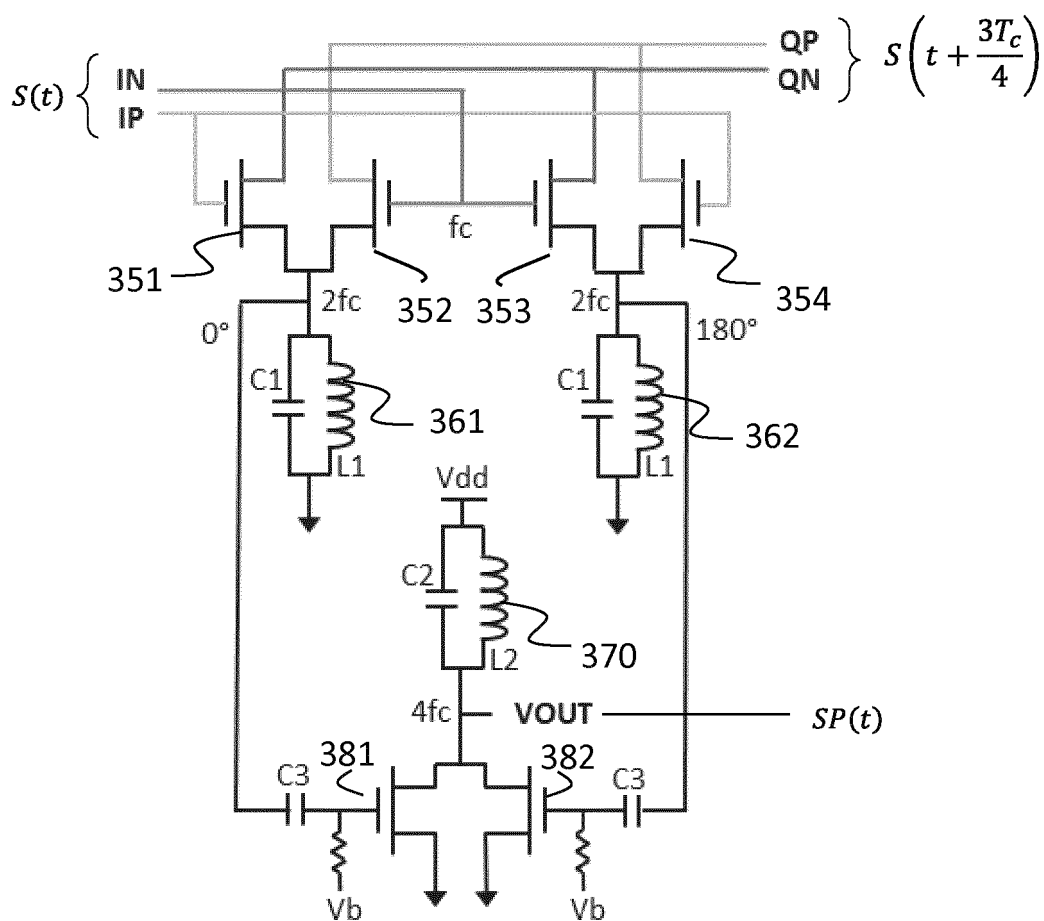 S(t) { IN
IP
QP
QN } S(t + 3T_c/4)
fc
351
352
353
354
2fc
2fc
0°
180°
C1
L1
361
C1
L1
362
Vdd
C2
L2
370
4fc
VOUT
SP(t)
381
382
C3
C3
Vb
Vb